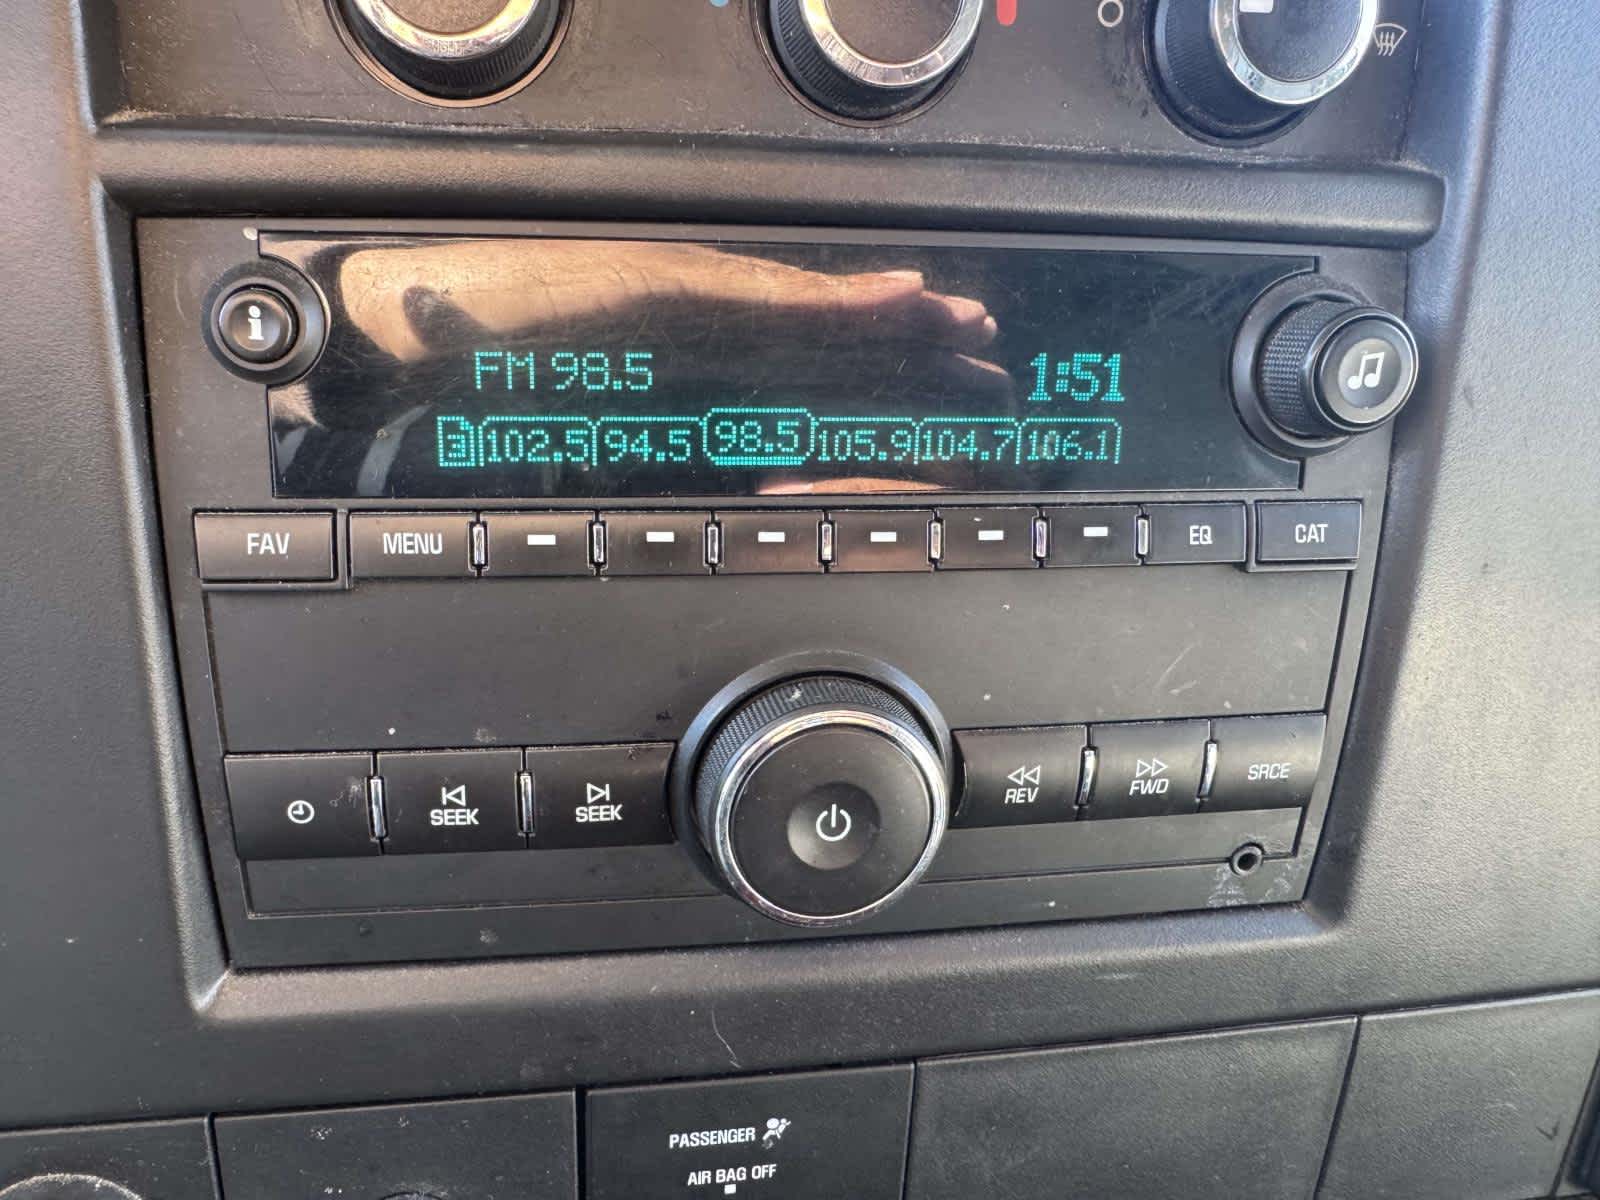 i
FM 98.5 1:51
3 102.5 94.5 98.5 105.9 104.7 106.1
FAV MENU EQ CAT
SEEK SEEK REV FWD SRCE
PASSENGER
AIR BAG OFF